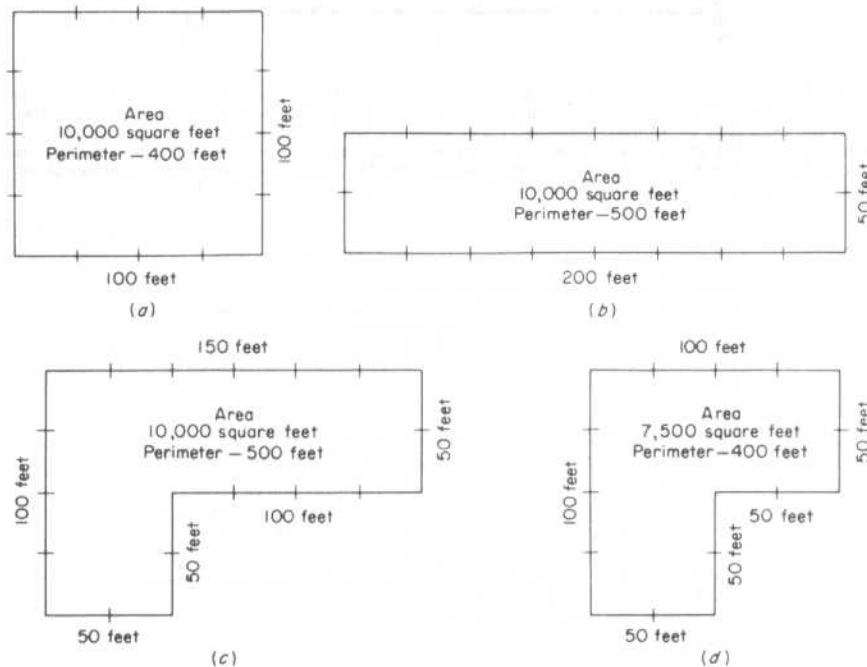 Area
10,000 square feet
Perimeter – 400 feet
100 feet
100 feet
(a)
Area
10,000 square feet
Perimeter – 500 feet
50 feet
200 feet
(b)
150 feet
Area
10,000 square feet
Perimeter – 500 feet
50 feet
100 feet
100 feet
50 feet
50 feet
(c)
100 feet
Area
7,500 square feet
Perimeter – 400 feet
50 feet
100 feet
50 feet
50 feet
50 feet
(d)